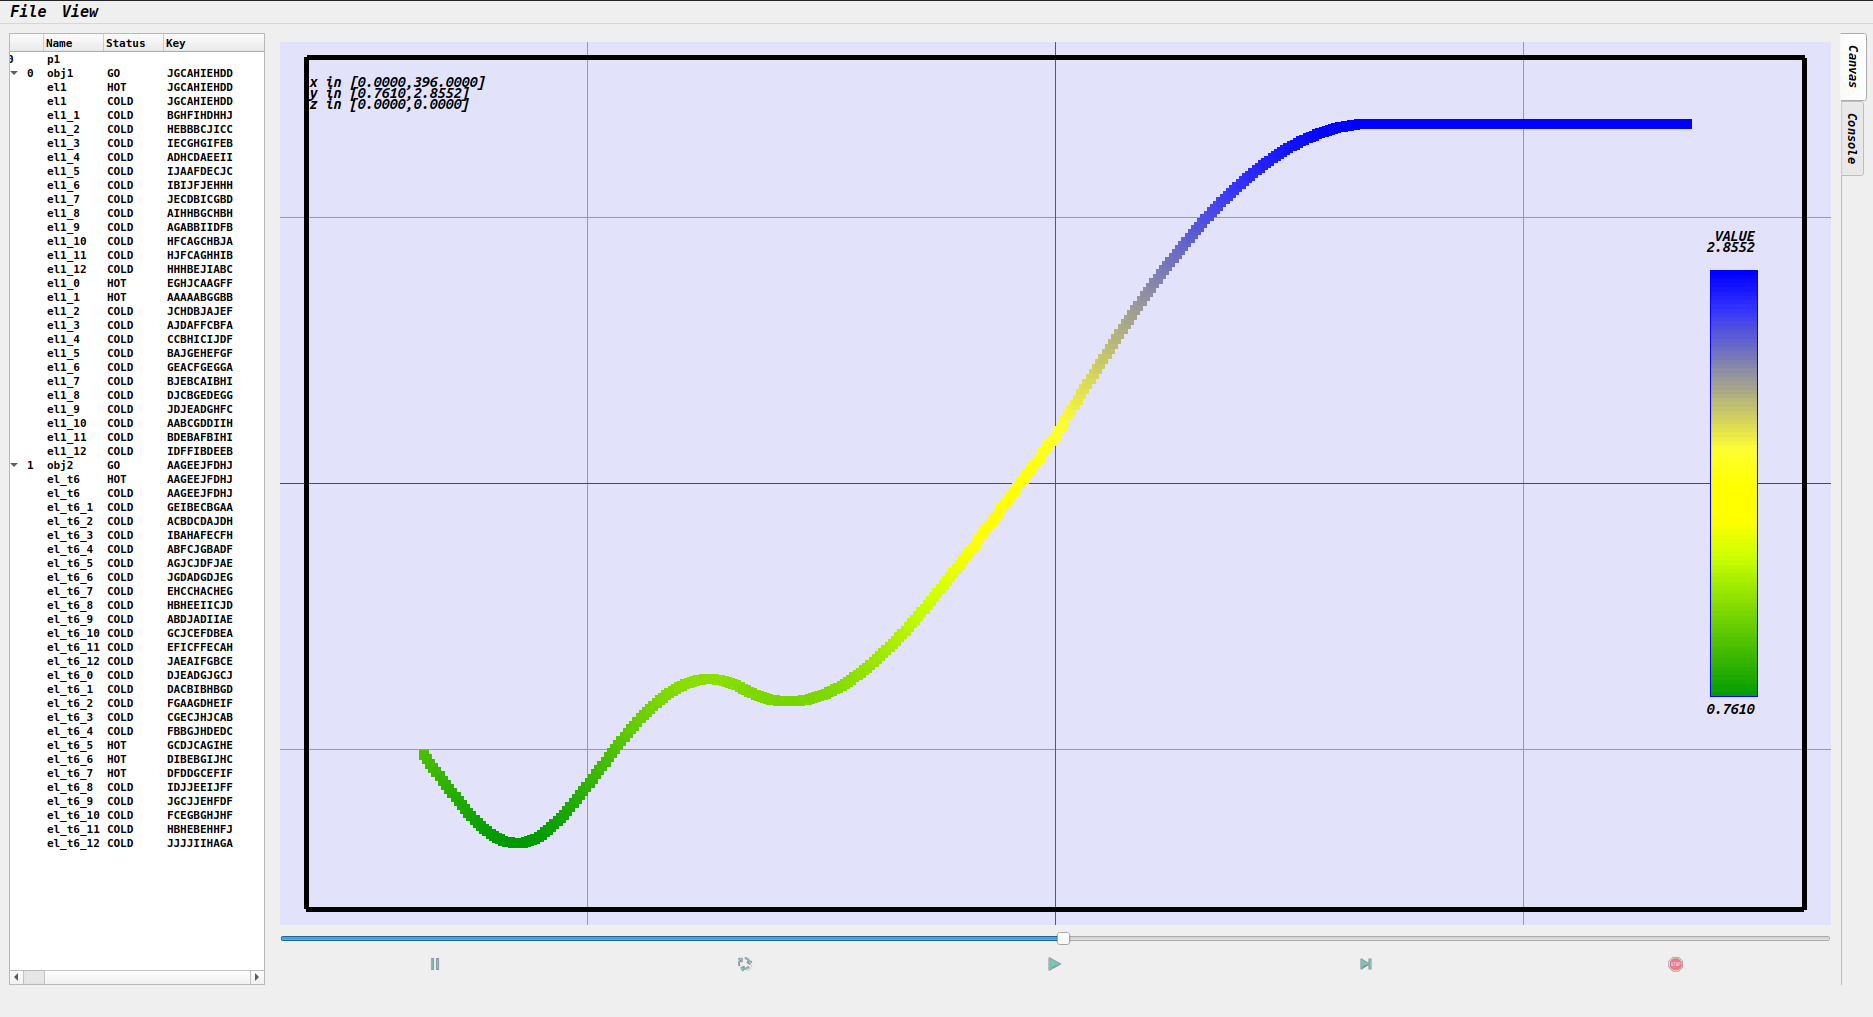 File View
Name Status Key
p1
0 obj1 GO JGCAHIEHDD
el1 HOT JGCAHIEHDD
el1 COLD JGCAHIEHDD
el1_1 COLD BGHFIHDHHJ
el1_2 COLD HEBBBCJICC
el1_3 COLD IECGHGIFEB
el1_4 COLD ADHCDAEEII
el1_5 COLD IJAAFDECJC
el1_6 COLD IBIJFJEHHH
el1_7 COLD JECDBICGBD
el1_8 COLD AIHHBGCHBH
el1_9 COLD AGABBIIDFB
el1_10 COLD HFCAGCHBJA
el1_11 COLD HJFCAGHHIB
el1_12 COLD HHHBEJIABC
el1_0 HOT EGHJCAAGFF
el1_1 HOT AAAAABGGBB
el1_2 COLD JCHDBJAJEF
el1_3 COLD AJDAFFCBFA
el1_4 COLD CCBHICIJDF
el1_5 COLD BAJGEHEFGF
el1_6 COLD GEACFGEGGA
el1_7 COLD BJEBCAIBHI
el1_8 COLD DJCBGEDEGG
el1_9 COLD JDJEADGHFC
el1_10 COLD AABCGDDIIH
el1_11 COLD BDEBAFBIHI
el1_12 COLD IDFFIBDEEB
1 obj2 GO AAGEEJFDHJ
el_t6 HOT AAGEEJFDHJ
el_t6 COLD AAGEEJFDHJ
el_t6_1 COLD GEIBECBGAA
el_t6_2 COLD ACBDCDAJDH
el_t6_3 COLD IBAHAFECFH
el_t6_4 COLD ABFCJGBADF
el_t6_5 COLD AGJCJDFJAE
el_t6_6 COLD JGDADGDJEG
el_t6_7 COLD EHCCHACHEG
el_t6_8 COLD HBHEEIICJD
el_t6_9 COLD ABDJADIIAE
el_t6_10 COLD GCJCEFDBEA
el_t6_11 COLD EFICFFECAH
el_t6_12 COLD JAEAIFGBCE
el_t6_0 COLD DJEADGJGCJ
el_t6_1 COLD DACBIBHBGD
el_t6_2 COLD FGAAGDHEIF
el_t6_3 COLD CGECJHJCAB
el_t6_4 COLD FBBGJHDEDC
el_t6_5 HOT GCDJCAGIHE
el_t6_6 HOT DIBEBGIJHC
el_t6_7 HOT DFDDGCEFIF
el_t6_8 COLD IDJJEEIJFF
el_t6_9 COLD JGCJJEHFDF
el_t6_10 COLD FCEGBGHJHF
el_t6_11 COLD HBHEBEHHFJ
el_t6_12 COLD JJJJIIHAGA
x in [0.0000,396.0000]
y in [0.7610,2.8552]
z in [0.0000,0.0000]
VALUE
2.8552
0.7610
Canvas
Console